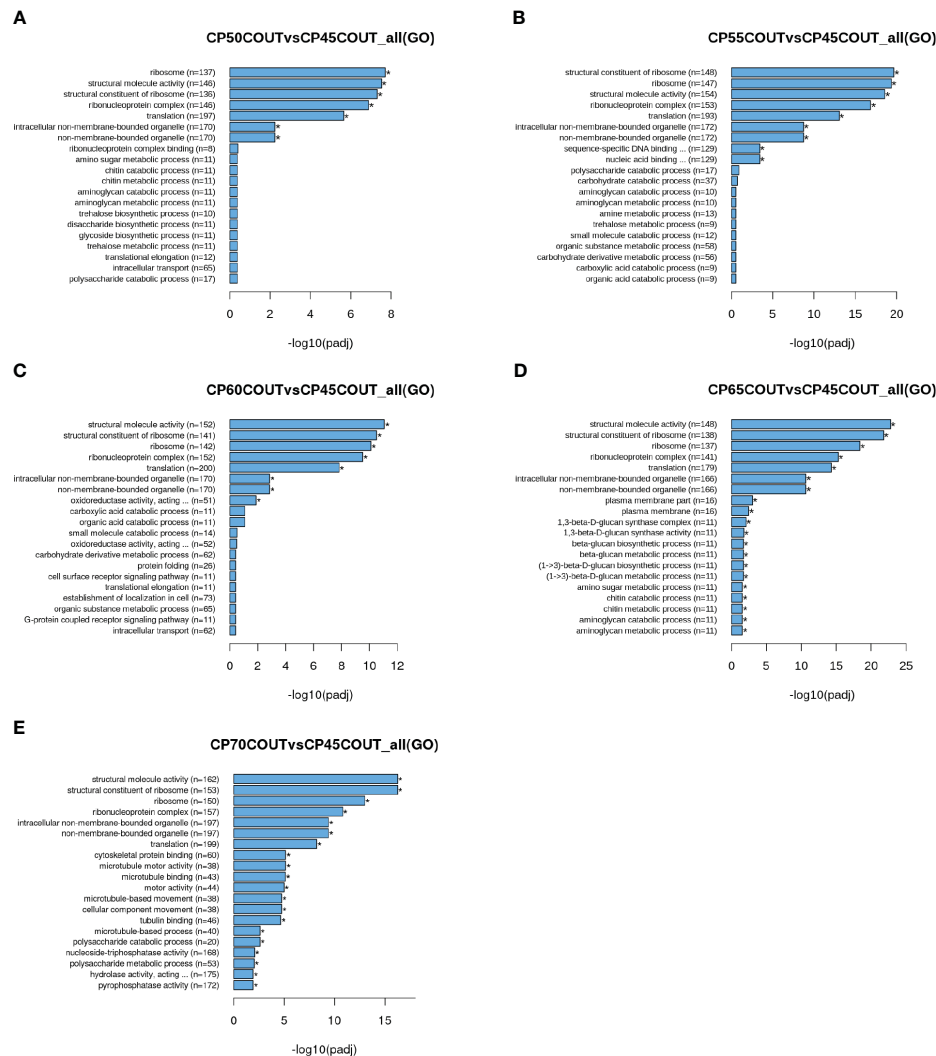 A
CP50COUTvsCP45COUT_all(GO)
ribosome (n=137)
structural molecule activity (n=146)
structural constituent of ribosome (n=136)
ribonucleoprotein complex (n=146)
translation (n=197)
intracellular non-membrane-bounded organelle (n=170)
non-membrane-bounded organelle (n=170)
ribonucleoprotein complex binding (n=8)
amino sugar metabolic process (n=11)
chitin catabolic process (n=11)
chitin metabolic process (n=11)
aminoglycan catabolic process (n=11)
aminoglycan metabolic process (n=11)
trehalose biosynthetic process (n=10)
disaccharide biosynthetic process (n=11)
glycoside biosynthetic process (n=11)
trehalose metabolic process (n=11)
translational elongation (n=12)
intracellular transport (n=65)
polysaccharide catabolic process (n=17)
* * * * * * *
0 2 4 6 8
-log10(padj)
B
CP55COUTvsCP45COUT_all(GO)
structural constituent of ribosome (n=148)
ribosome (n=147)
structural molecule activity (n=154)
ribonucleoprotein complex (n=153)
translation (n=193)
intracellular non-membrane-bounded organelle (n=172)
non-membrane-bounded organelle (n=172)
sequence-specific DNA binding ... (n=129)
nucleic acid binding ... (n=129)
polysaccharide catabolic process (n=17)
carbohydrate catabolic process (n=37)
aminoglycan catabolic process (n=10)
aminoglycan metabolic process (n=10)
amine metabolic process (n=13)
trehalose metabolic process (n=9)
small molecule catabolic process (n=12)
organic substance metabolic process (n=58)
carbohydrate derivative metabolic process (n=56)
carboxylic acid catabolic process (n=9)
organic acid catabolic process (n=9)
* * * * * * * * *
0 5 10 15 20
-log10(padj)
C
CP60COUTvsCP45COUT_all(GO)
structural molecule activity (n=152)
structural constituent of ribosome (n=141)
ribosome (n=142)
ribonucleoprotein complex (n=152)
translation (n=200)
intracellular non-membrane-bounded organelle (n=170)
non-membrane-bounded organelle (n=170)
oxidoreductase activity, acting ... (n=51)
carboxylic acid catabolic process (n=11)
organic acid catabolic process (n=11)
small molecule catabolic process (n=14)
oxidoreductase activity, acting ... (n=52)
carbohydrate derivative metabolic process (n=62)
protein folding (n=26)
cell surface receptor signaling pathway (n=11)
translational elongation (n=11)
establishment of localization in cell (n=73)
organic substance metabolic process (n=65)
G-protein coupled receptor signaling pathway (n=11)
intracellular transport (n=62)
* * * * * * * *
0 2 4 6 8 10 12
-log10(padj)
D
CP65COUTvsCP45COUT_all(GO)
structural molecule activity (n=148)
structural constituent of ribosome (n=138)
ribosome (n=137)
ribonucleoprotein complex (n=141)
translation (n=179)
intracellular non-membrane-bounded organelle (n=166)
non-membrane-bounded organelle (n=166)
plasma membrane part (n=16)
plasma membrane (n=16)
1,3-beta-D-glucan synthase complex (n=11)
1,3-beta-D-glucan synthase activity (n=11)
beta-glucan biosynthetic process (n=11)
beta-glucan metabolic process (n=11)
(1->3)-beta-D-glucan biosynthetic process (n=11)
(1->3)-beta-D-glucan metabolic process (n=11)
amino sugar metabolic process (n=11)
chitin catabolic process (n=11)
chitin metabolic process (n=11)
aminoglycan catabolic process (n=11)
aminoglycan metabolic process (n=11)
* * * * * * * * * * * * * * * * * * * *
0 5 10 15 20 25
-log10(padj)
E
CP70COUTvsCP45COUT_all(GO)
structural molecule activity (n=162)
structural constituent of ribosome (n=153)
ribosome (n=150)
ribonucleoprotein complex (n=157)
intracellular non-membrane-bounded organelle (n=197)
non-membrane-bounded organelle (n=197)
translation (n=199)
cytoskeletal protein binding (n=60)
microtubule motor activity (n=38)
microtubule binding (n=43)
motor activity (n=44)
microtubule-based movement (n=38)
cellular component movement (n=38)
tubulin binding (n=46)
microtubule-based process (n=40)
polysaccharide catabolic process (n=20)
nucleoside-triphosphatase activity (n=168)
polysaccharide metabolic process (n=53)
hydrolase activity, acting ... (n=175)
pyrophosphatase activity (n=172)
* * * * * * * * * * * * * * * * * * * *
0 5 10 15
-log10(padj)